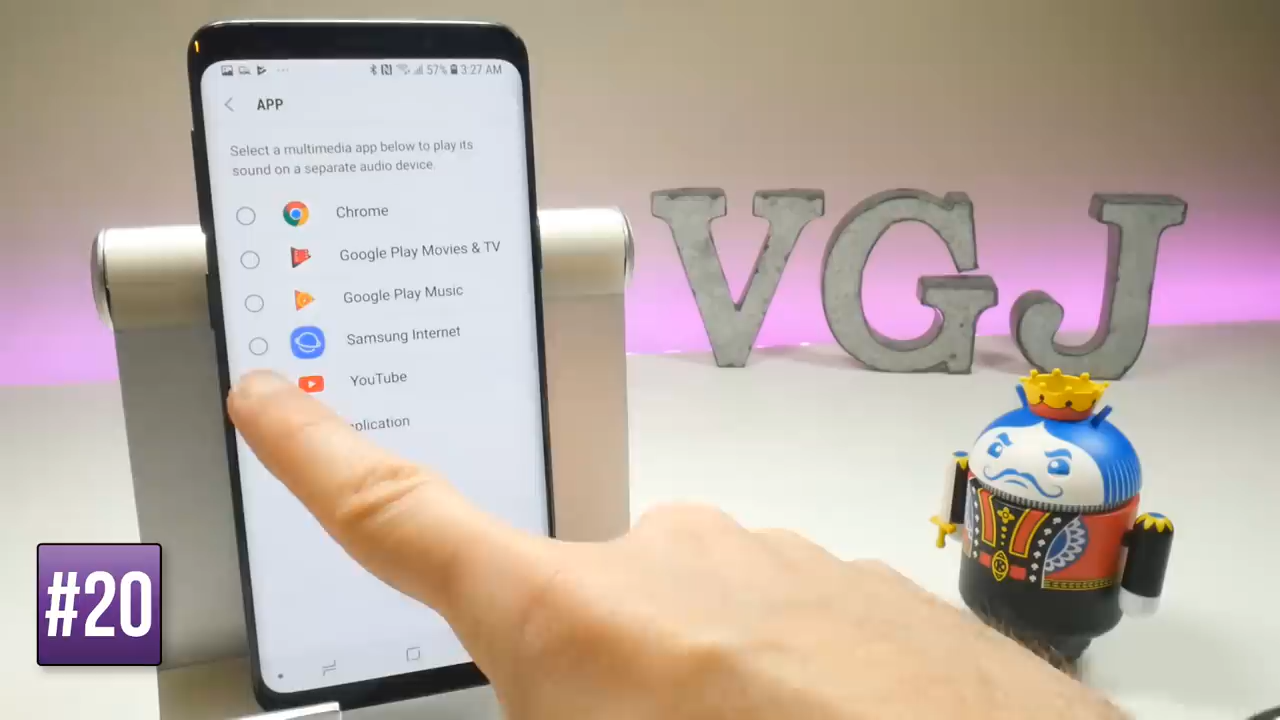 57% 3:27 AM
APP
Select a multimedia app below to play its
sound on a separate audio device.
Chrome
Google Play Movies & TV
Google Play Music
Samsung Internet
YouTube
plication
VGJ
#20